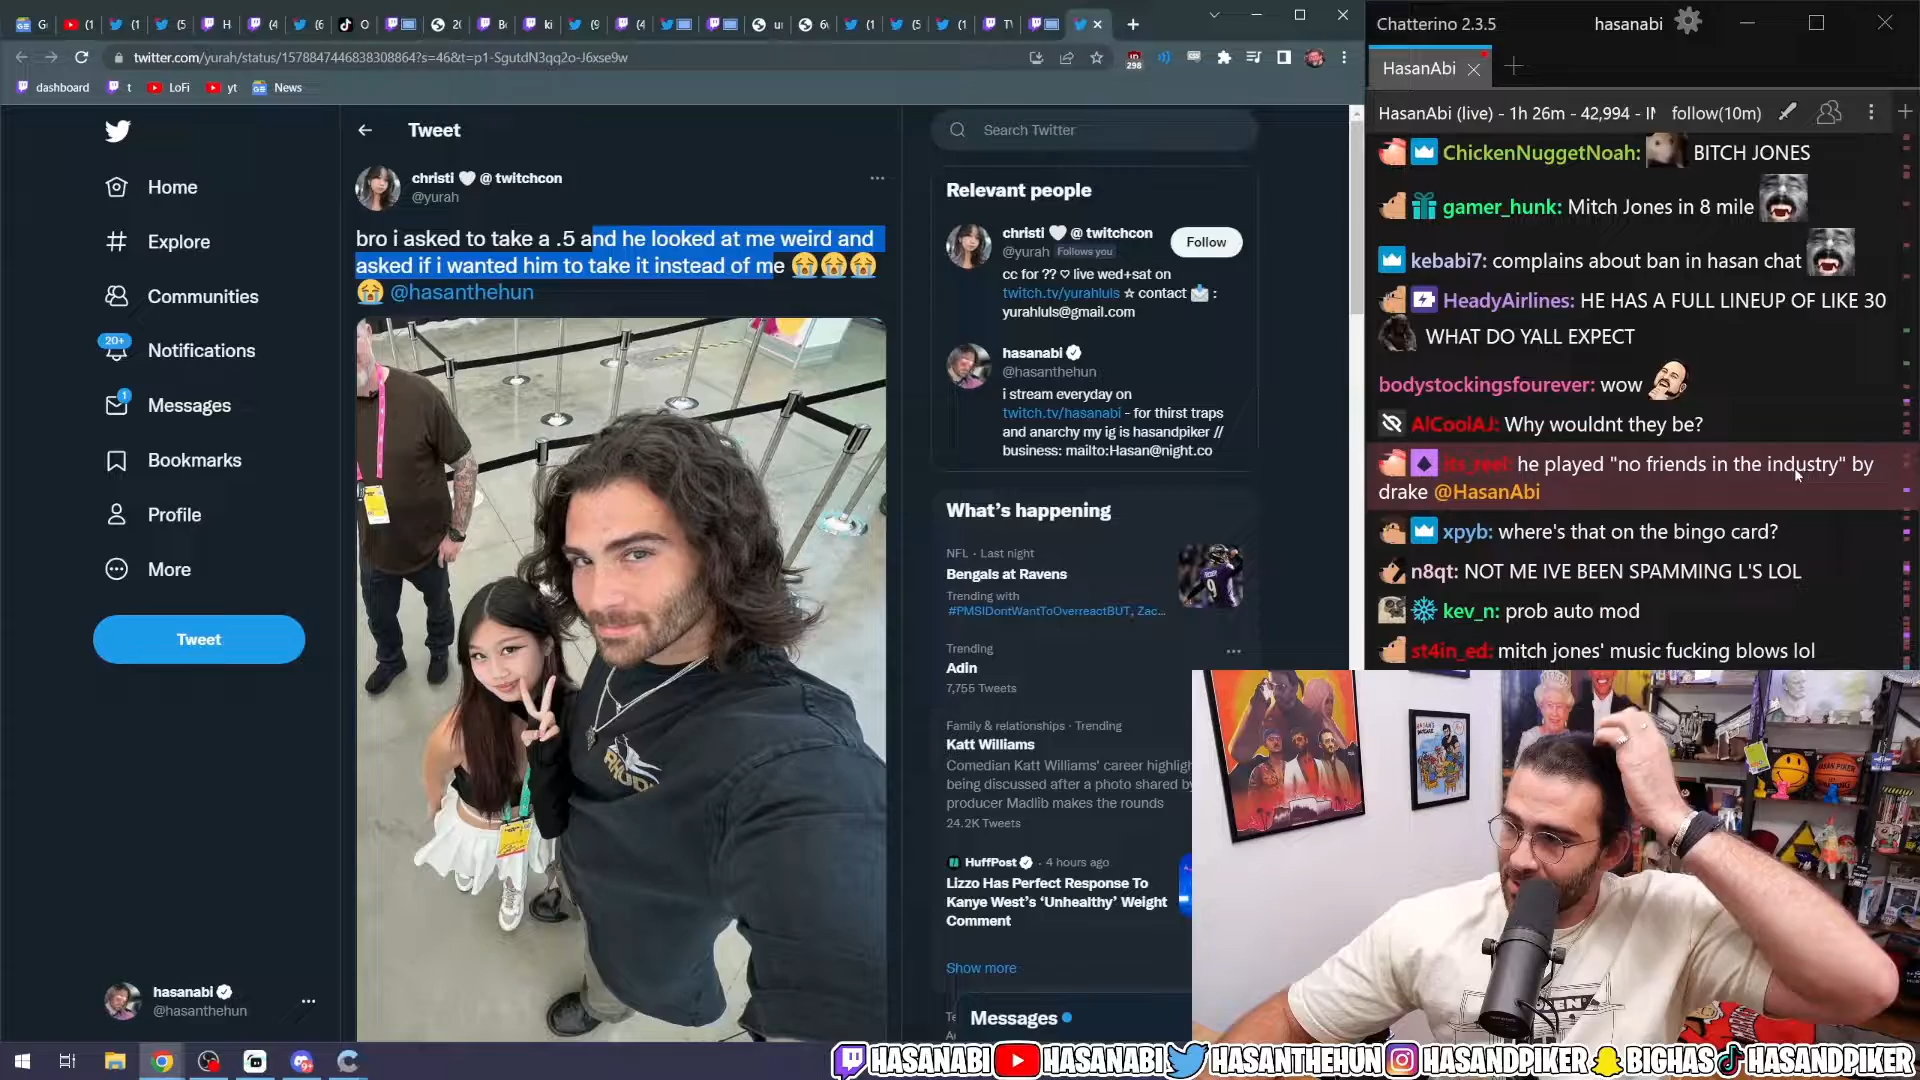 twitter.com/yurah/status/1578847446838308864?s=46&t=p1-SgutdN3qq2o-J6xse9w
298
dashboard
t
LoFi
yt
News
Home
Explore
Communities
20+
Notifications
1
Messages
Bookmarks
Profile
More
Tweet
hasanabi
@hasanthehun
Tweet
christi 🤍 @ twitchcon
@yurah
bro i asked to take a .5 and he looked at me weird and
asked if i wanted him to take it instead of me 😭😭😭
😭 @hasanthehun
Search Twitter
Relevant people
christi 🤍 @ twitchcon
@yurah Follows you
Follow
cc for ?? ♡ live wed+sat on
twitch.tv/yurahluls ☆ contact 📩 :
yurahluls@gmail.com
hasanabi
@hasanthehun
i stream everyday on
twitch.tv/hasanabi - for thirst traps
and anarchy my ig is hasandpiker //
business: mailto:Hasan@night.co
What's happening
NFL · Last night
Bengals at Ravens
Trending with
#PMSIDontWantToOverreactBUT, Zac...
Trending
Adin
7,755 Tweets
Family & relationships · Trending
Katt Williams
Comedian Katt Williams' career highligh
being discussed after a photo shared by
producer Madlib makes the rounds
24.2K Tweets
HuffPost · 4 hours ago
Lizzo Has Perfect Response To
Kanye West's 'Unhealthy' Weight
Comment
Show more
Messages
Chatterino 2.3.5
hasanabi
HasanAbi
HasanAbi (live) - 1h 26m - 42,994 - I
follow(10m)
ChickenNuggetNoah: BITCH JONES
gamer_hunk: Mitch Jones in 8 mile
kebabi7: complains about ban in hasan chat
HeadyAirlines: HE HAS A FULL LINEUP OF LIKE 30
WHAT DO YALL EXPECT
bodystockingsfourever: wow
AlCoolAJ: Why wouldnt they be?
its_reel: he played "no friends in the industry" by
drake @HasanAbi
xpyb: where's that on the bingo card?
n8qt: NOT ME IVE BEEN SPAMMING L'S LOL
kev_n: prob auto mod
st4in_ed: mitch jones' music fucking blows lol
HASANABI HASANABI HASANTHEHUN HASANDPIKER BIGHAS HASANDPIKER